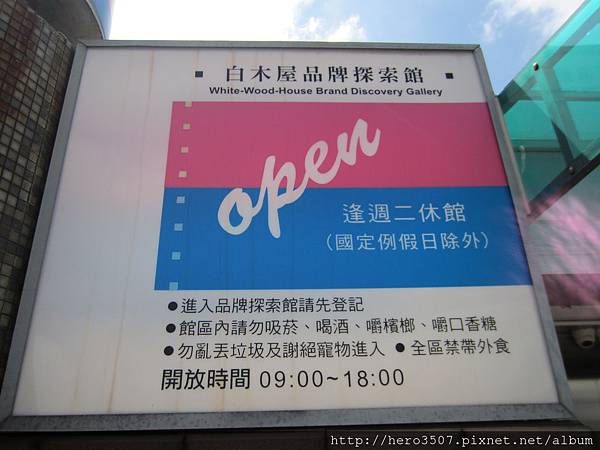 ▪ 白木屋品牌探索館 ▪
White-Wood-House Brand Discovery Gallery
open
逢週二休館
(國定例假日除外)
●進入品牌探索館請先登記
●館區內請勿吸菸、喝酒、嚼檳榔、嚼口香糖
●勿亂丟垃圾及謝絕寵物進入 ●全區禁帶外食
開放時間 09:00~18:00
http://hero3507.pixnet.net/album